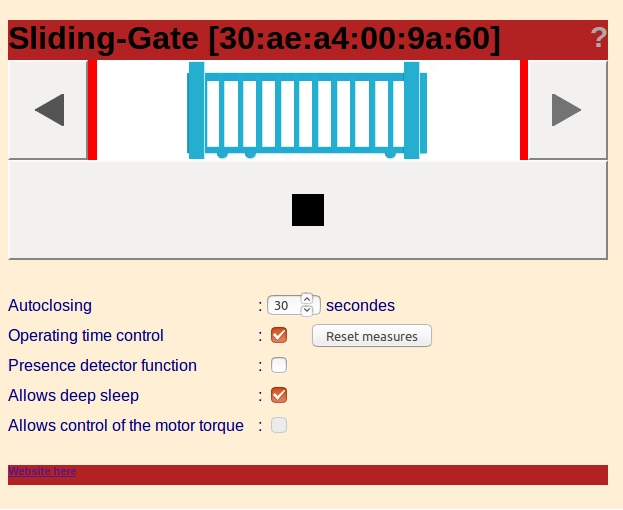 Sliding-Gate [30:ae:a4:00:9a:60] ?
Autoclosing : 30 secondes
Operating time control : Reset measures
Presence detector function :
Allows deep sleep :
Allows control of the motor torque :
Website here